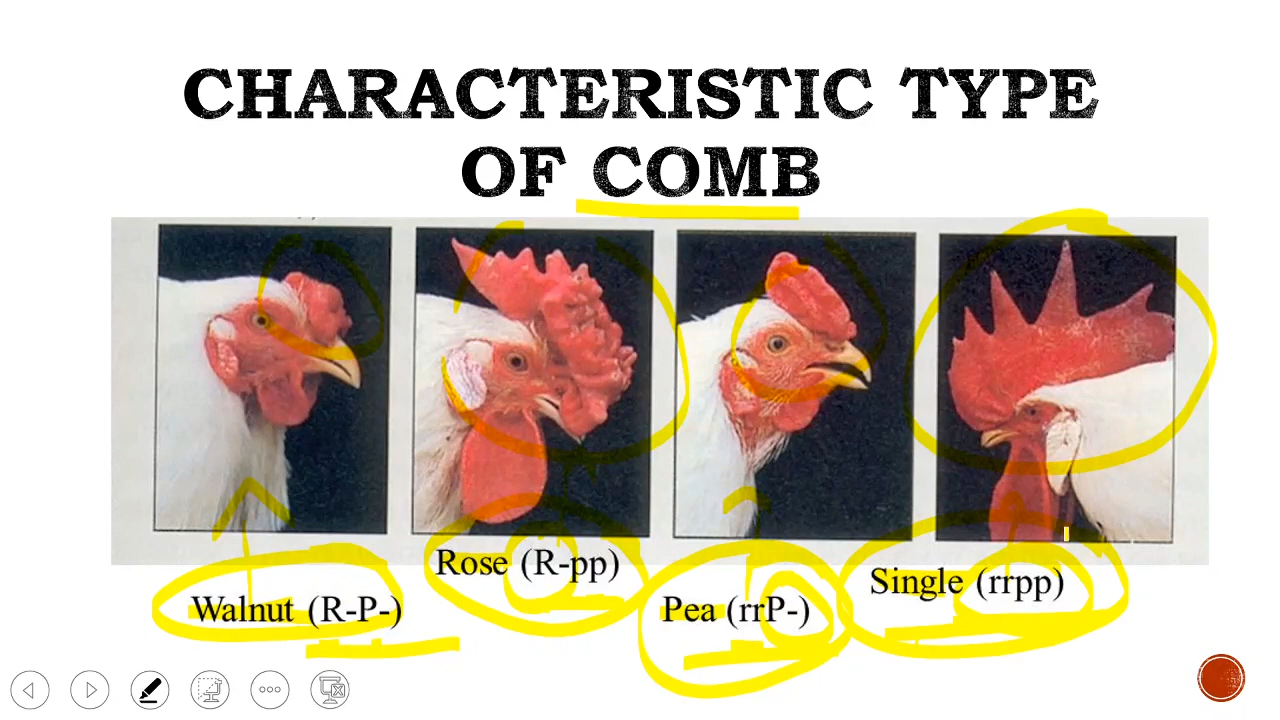 CHARACTERISTIC TYPE
OF COMB
Walnut (R-P-)
Rose (R-pp)
Pea (rrP-)
Single (rrpp)